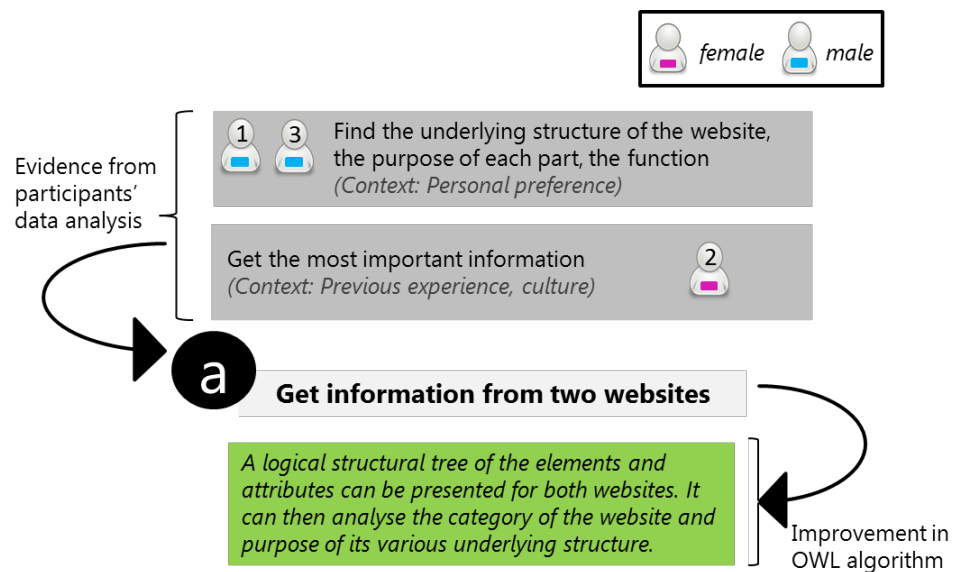 female male
Evidence from
participants'
data analysis
1 3
Find the underlying structure of the website,
the purpose of each part, the function
(Context: Personal preference)
Get the most important information
(Context: Previous experience, culture)
2
a
Get information from two websites
A logical structural tree of the elements and
attributes can be presented for both websites. It
can then analyse the category of the website and
purpose of its various underlying structure.
Improvement in
OWL algorithm